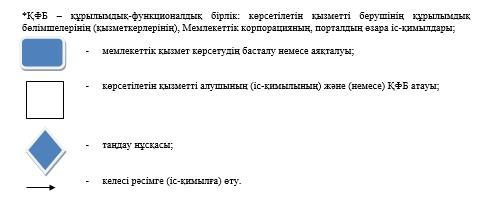 *ҚФБ – құрылымдық-функционалдық бірлік: көрсетілетін қызметті берушінің құрылымдық
бөлімшелерінің (қызметкерлерінің), Мемлекеттік корпорацияның, порталдың өзара іс-қимылдары;
- мемлекеттік қызмет көрсетудің басталу немесе аяқталуы;
- көрсетілетін қызметті алушының (іс-қимылының) және (немесе) ҚФБ атауы;
- таңдау нұсқасы;
- келесі рәсімге (іс-қимылға) өту.